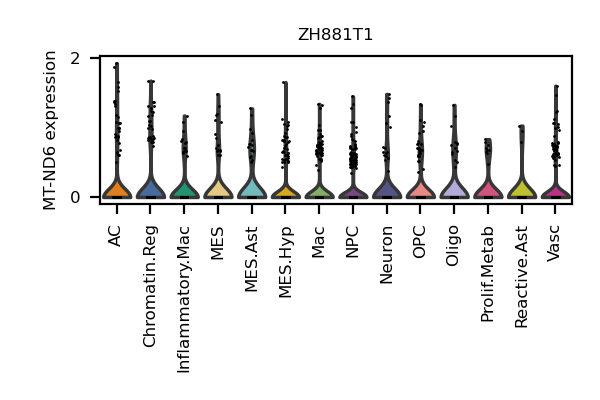 ZH881T1
MT-ND6 expression
2
0
AC
Chromatin.Reg
Inflammatory.Mac
MES
MES.Ast
MES.Hyp
Mac
NPC
Neuron
OPC
Oligo
Prolif.Metab
Reactive.Ast
Vasc